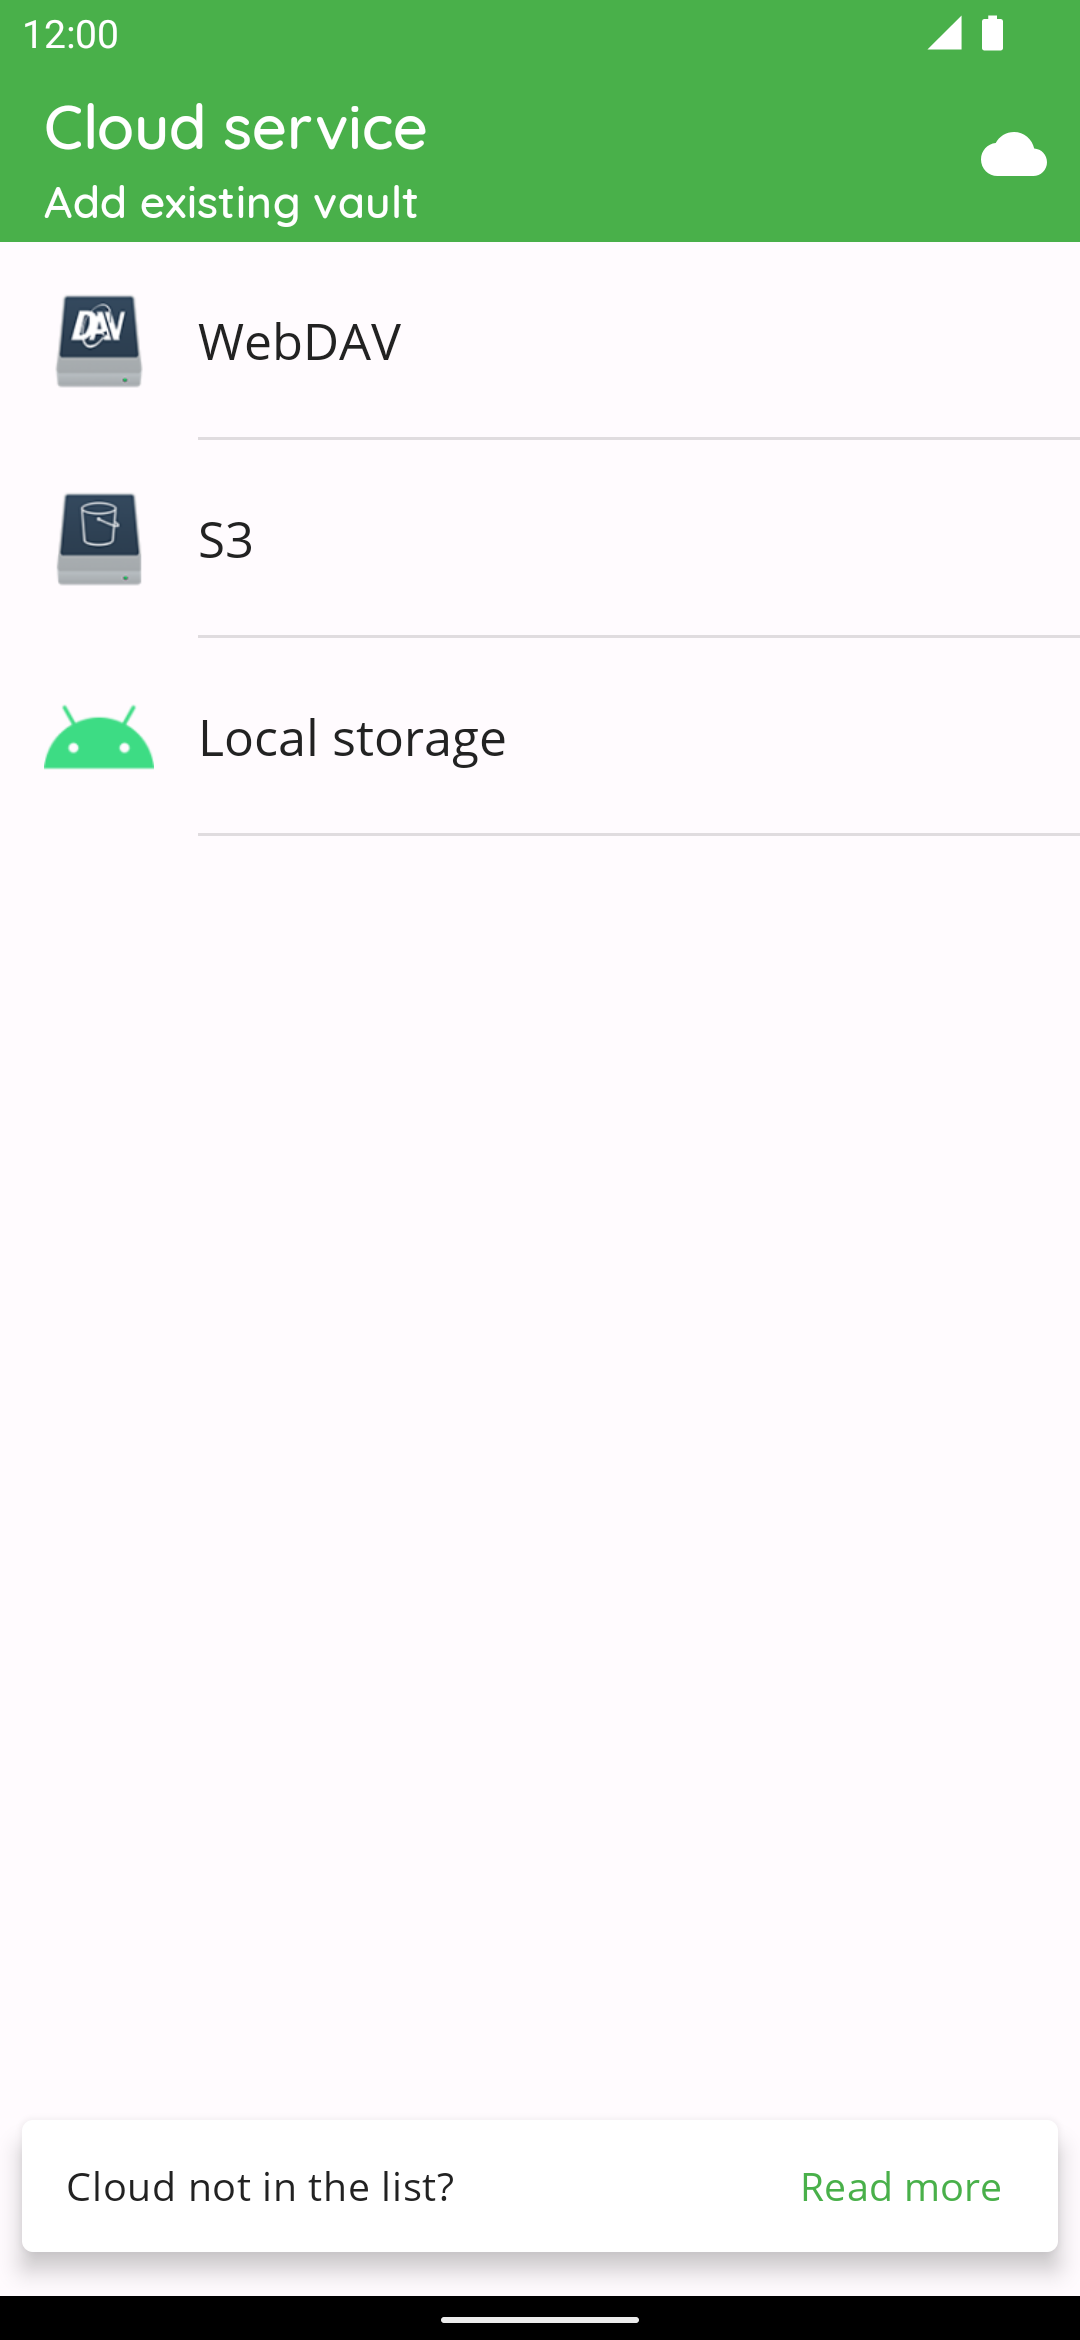 12:00
Cloud service
Add existing vault
DAV
WebDAV
S3
Local storage
Cloud not in the list?
Read more